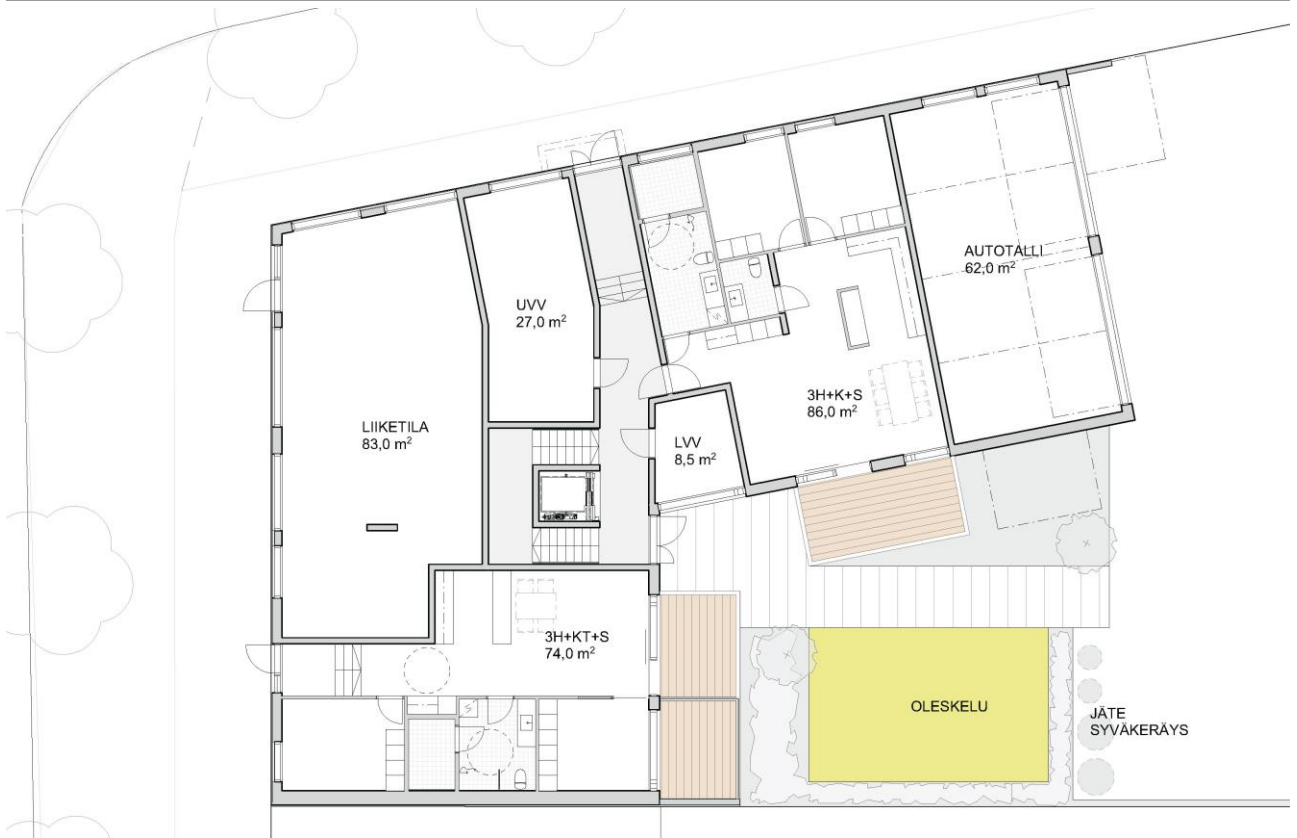 AUTOTALLI
62,0 m²
UVV
27,0 m²
3H+K+S
86,0 m²
LIIKETILA
83,0 m²
LVV
8,5 m²
3H+KT+S
74,0 m²
OLESKELU
JÄTE
SYVÄKERÄYS